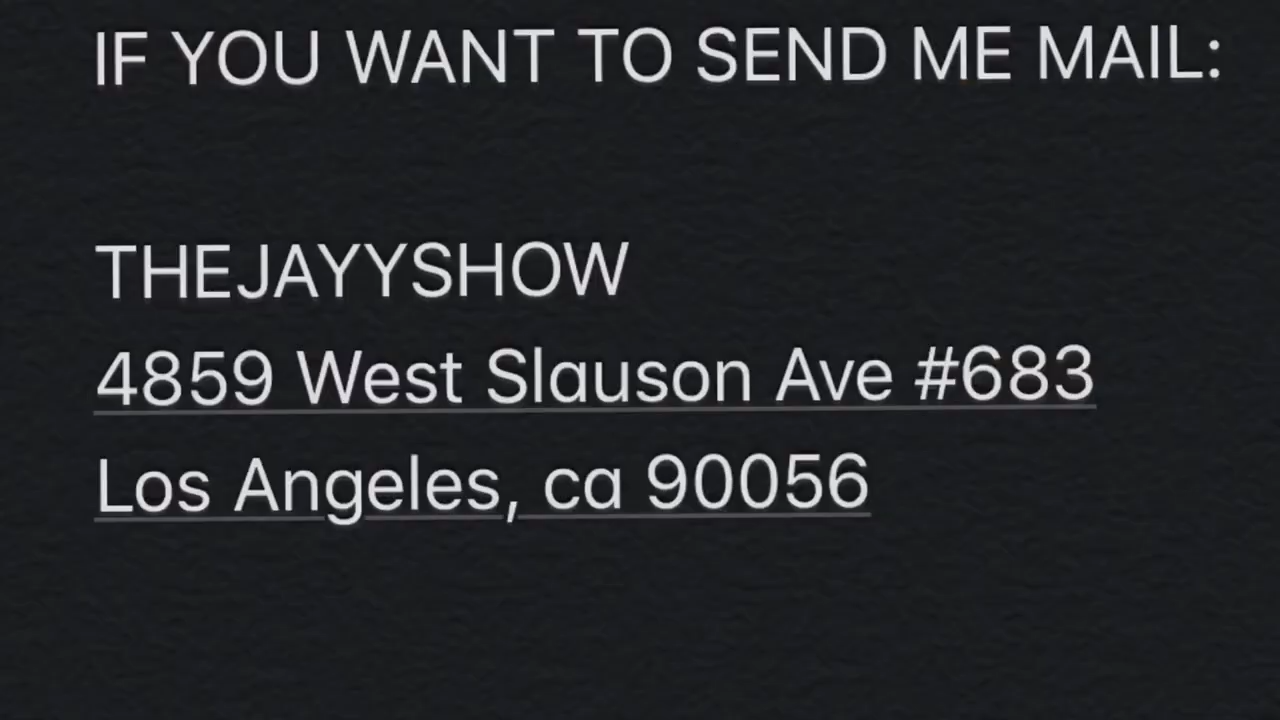 IF YOU WANT TO SEND ME MAIL:
THEJAYYSHOW
4859 West Slauson Ave #683
Los Angeles, ca 90056